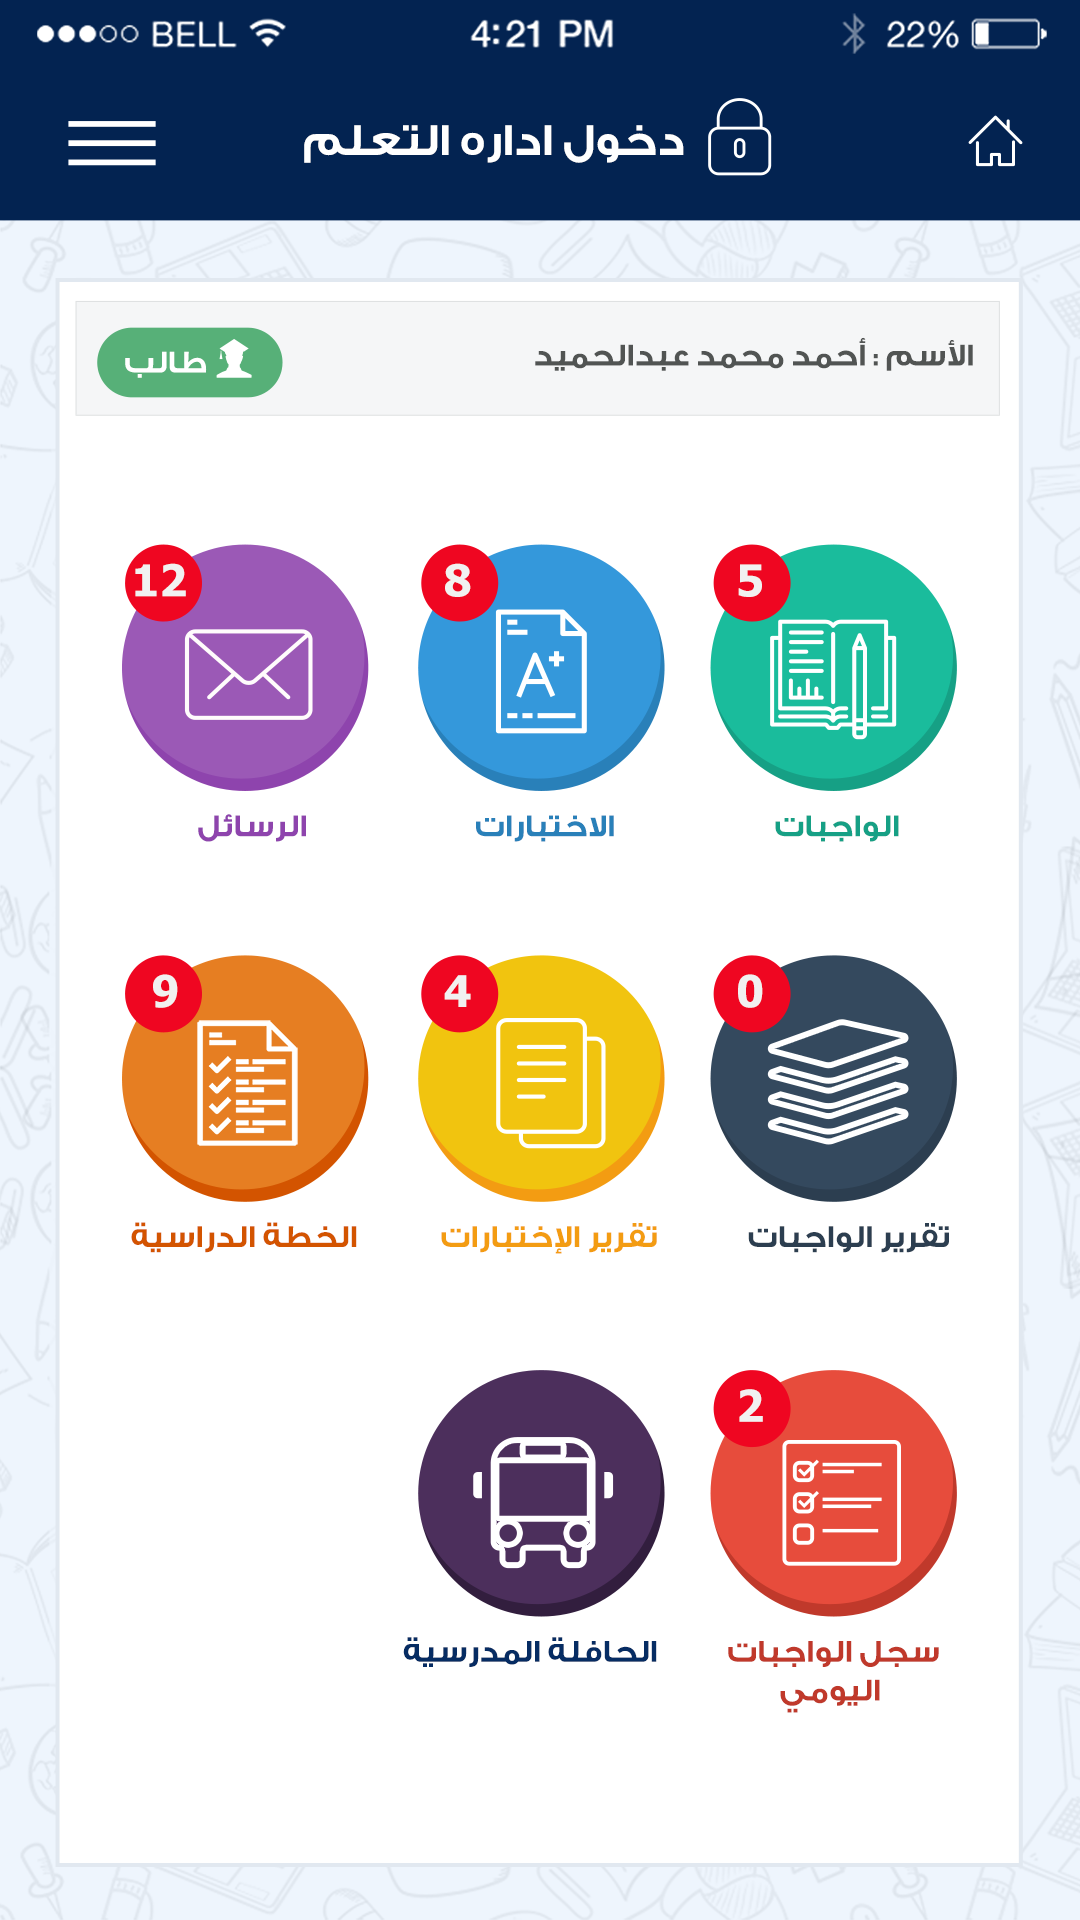 BELL 4:21 PM 22%
دخول اداره التعلم
0
الأسم : أحمد محمد عبدالحميد
طالب
5
8
12
A+
الواجبات
الاختبارات
الرسائل
0
4
9
تقرير الواجبات
تقرير الإختبارات
الخطة الدراسية
2
سجل الواجبات
اليومي
الحافلة المدرسية